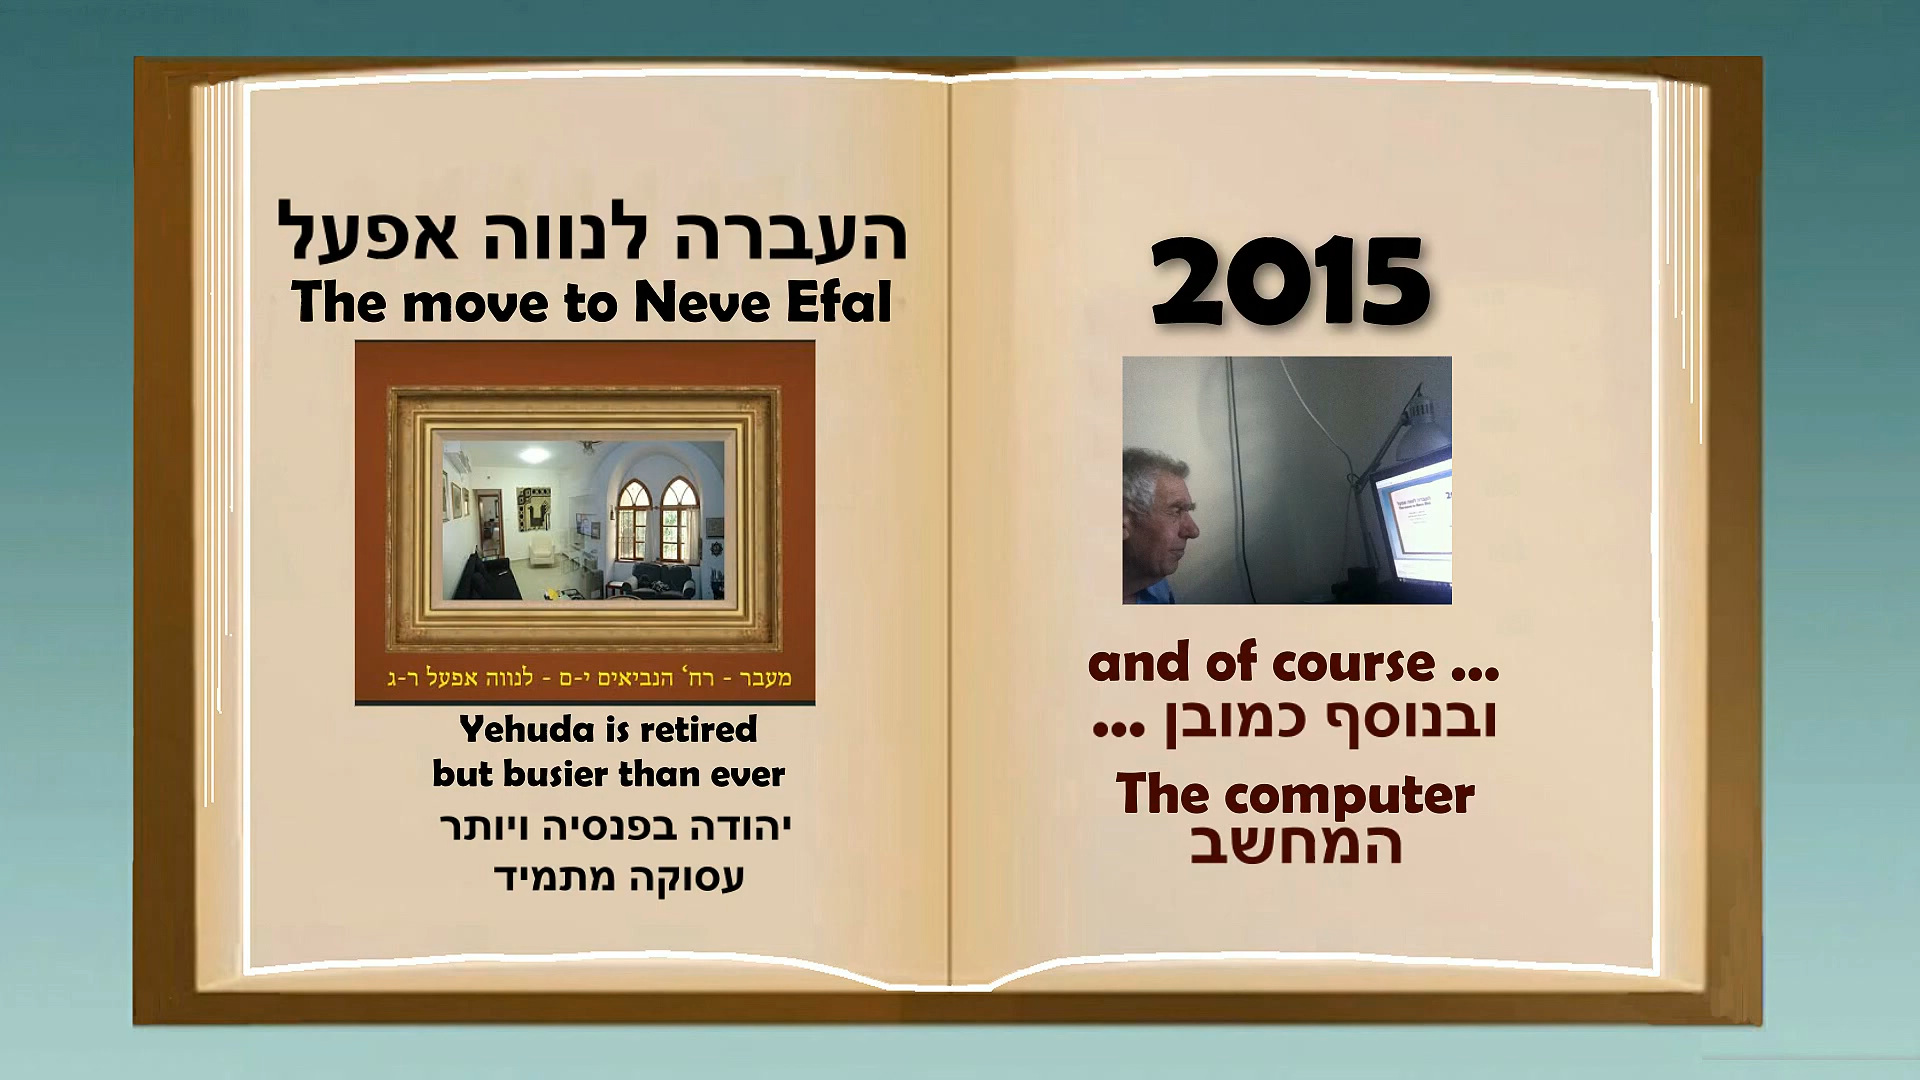 העברה לנווה אפעל
The move to Neve Efal
מעבר - רח' הנביאים י-ם - לנווה אפעל ר-ג
Yehuda is retired
but busier than ever
יהודה בפנסיה ויותר
עסוקה מתמיד
2015
and of course ...
ובנוסף כמובן ...
The computer
המחשב